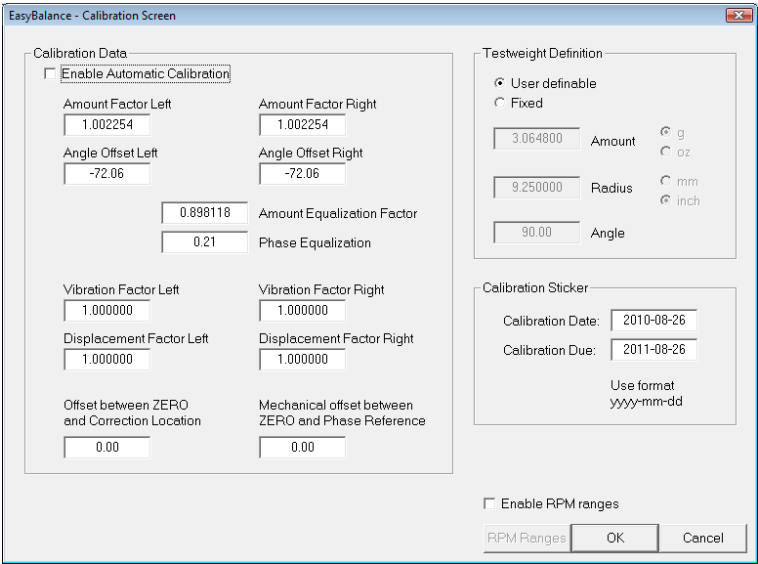 EasyBalance - Calibration Screen
Calibration Data
Enable Automatic Calibration
Amount Factor Left
Amount Factor Right
1.002254
1.002254
Angle Offset Left
Angle Offset Right
-72.06
-72.06
0.898118
Amount Equalization Factor
0.21
Phase Equalization
Vibration Factor Left
Vibration Factor Right
1.000000
1.000000
Displacement Factor Left
Displacement Factor Right
1.000000
1.000000
Offset between ZERO
and Correction Location
Mechanical offset between
ZERO and Phase Reference
0.00
0.00
Testweight Definition
User definable
Fixed
3.064800
Amount
g
oz
9.250000
Radius
mm
inch
90.00
Angle
Calibration Sticker
Calibration Date:
2010-08-26
Calibration Due:
2011-08-26
Use format
yyyy-mm-dd
Enable RPM ranges
RPM Ranges
OK
Cancel